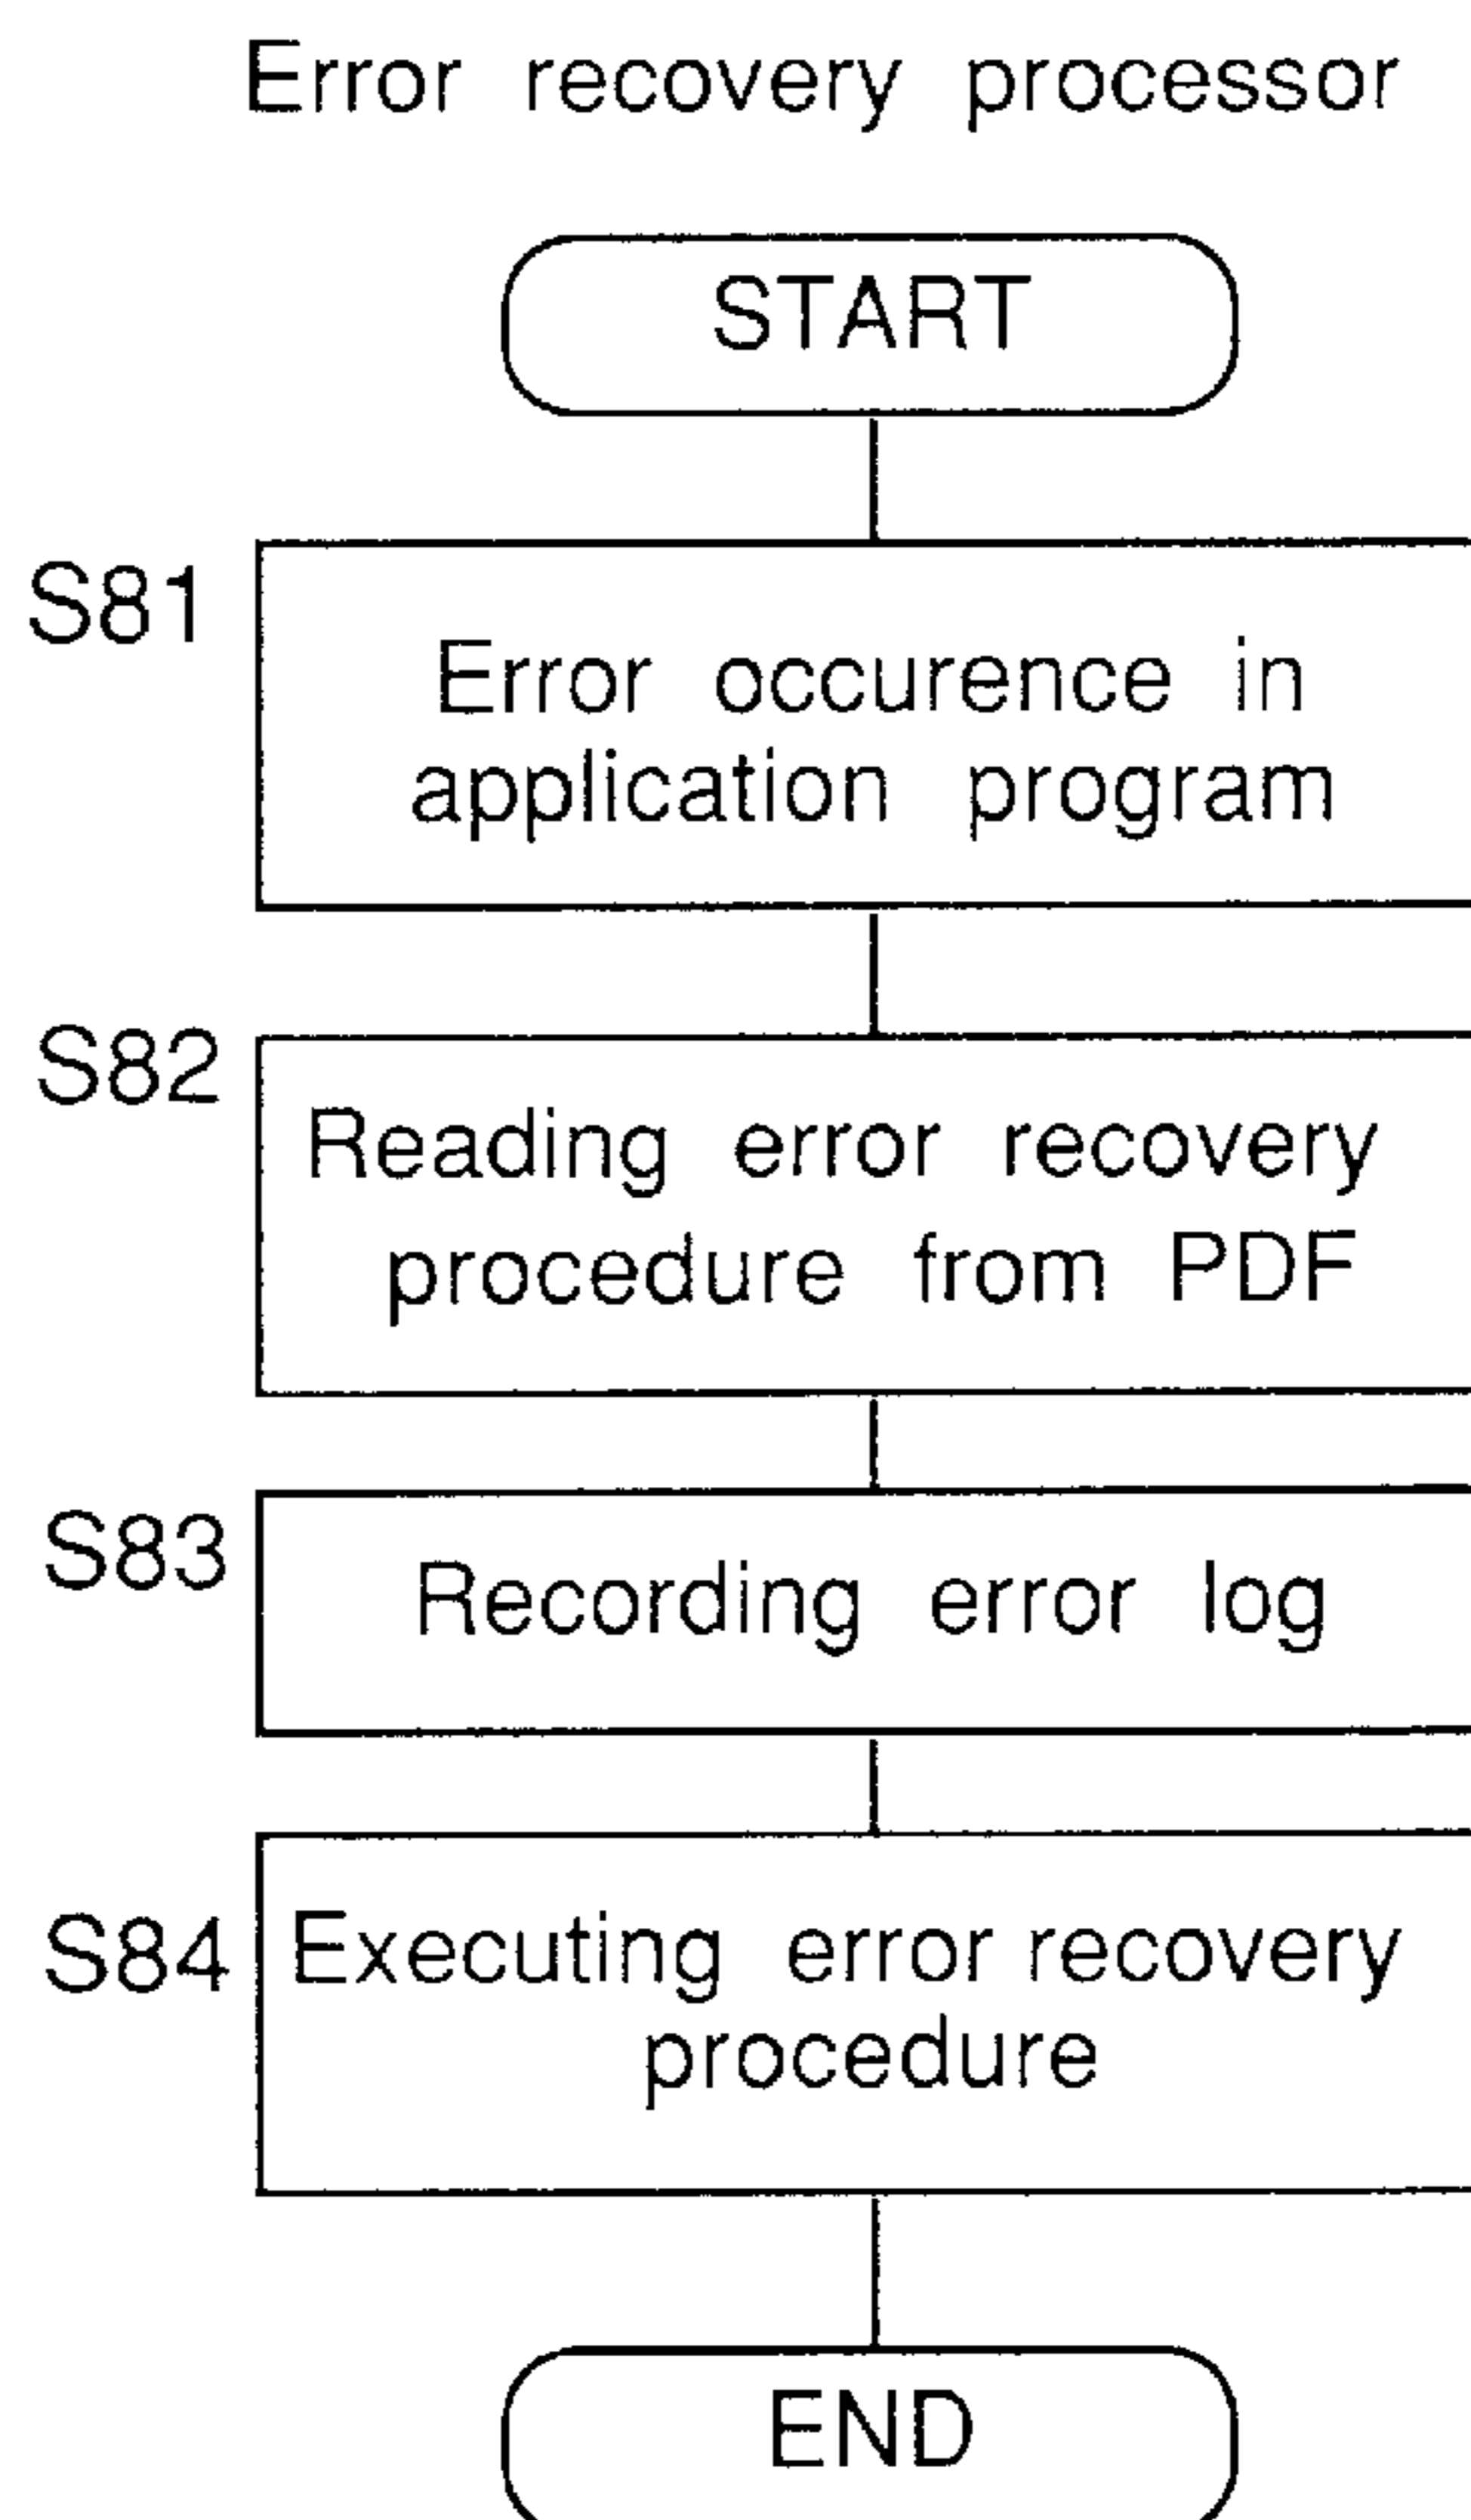 Error recovery processor
START
S81
Error occurence in
application program
S82
Reading error recovery
procedure from PDF
S83
Recording error log
S84
Executing error recovery
procedure
END